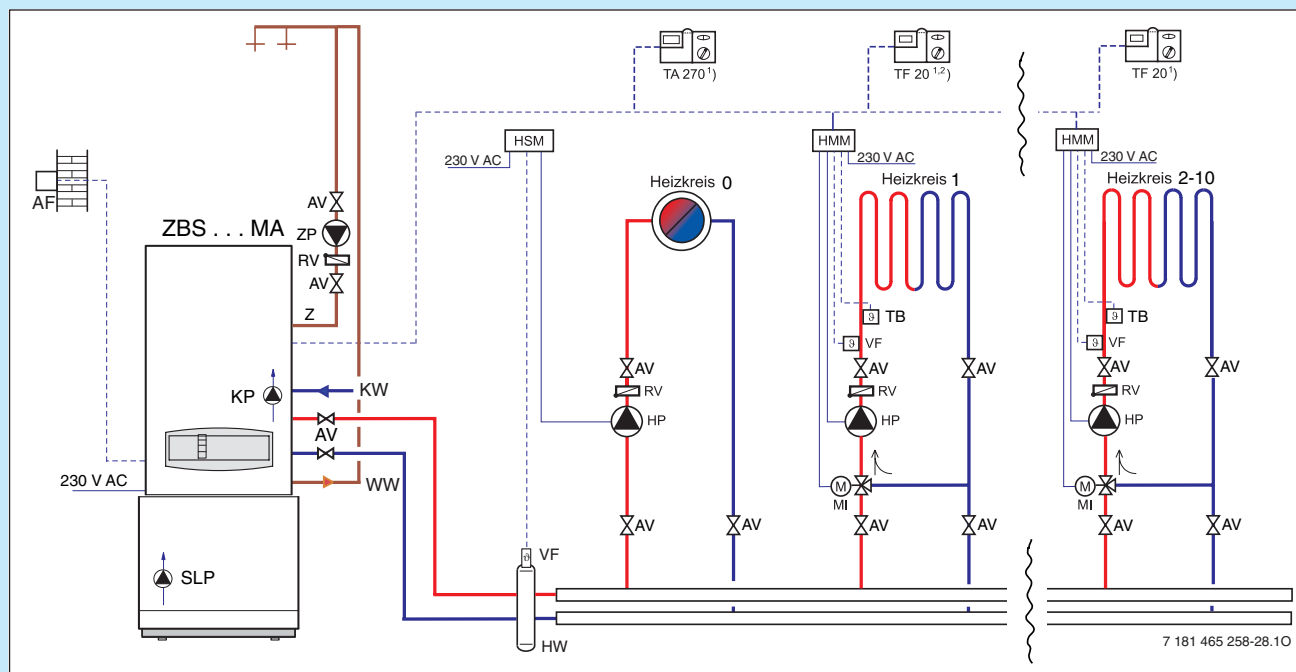 TA 270 1)
TF 20 1,2)
TF 20 1)
HSM
HMM
HMM
230 V AC
230 V AC
230 V AC
AF
Heizkreis 0
Heizkreis 1
Heizkreis 2-10
AV
ZBS . . . MA
ZP
RV
AV
Z
ϑ TB
ϑ TB
ϑ VF
ϑ VF
AV
AV
AV
AV
AV
KP
KW
RV
RV
RV
HP
HP
HP
AV
230 V AC
WW
M
MI
M
MI
AV
AV
AV
AV
AV
AV
SLP
ϑ VF
HW
7 181 465 258-28.1O